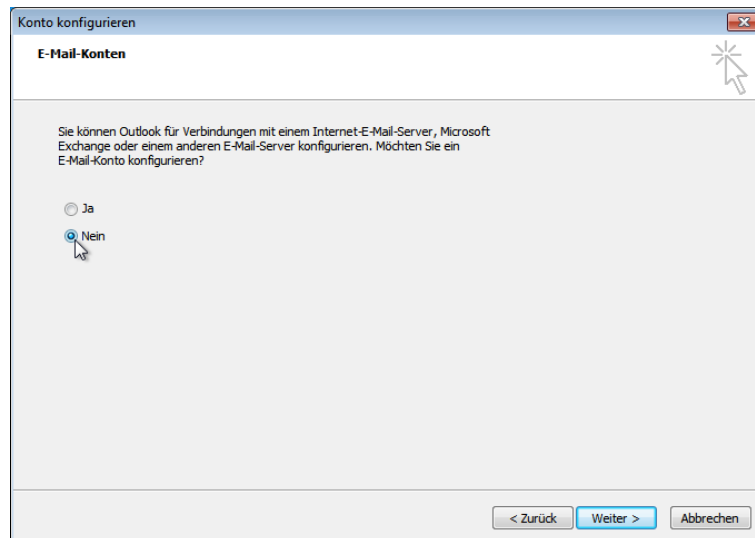 Konto konfigurieren
E-Mail-Konten
Sie können Outlook für Verbindungen mit einem Internet-E-Mail-Server, Microsoft
Exchange oder einem anderen E-Mail-Server konfigurieren. Möchten Sie ein
E-Mail-Konto konfigurieren?
Ja
Nein
< Zurück Weiter > Abbrechen